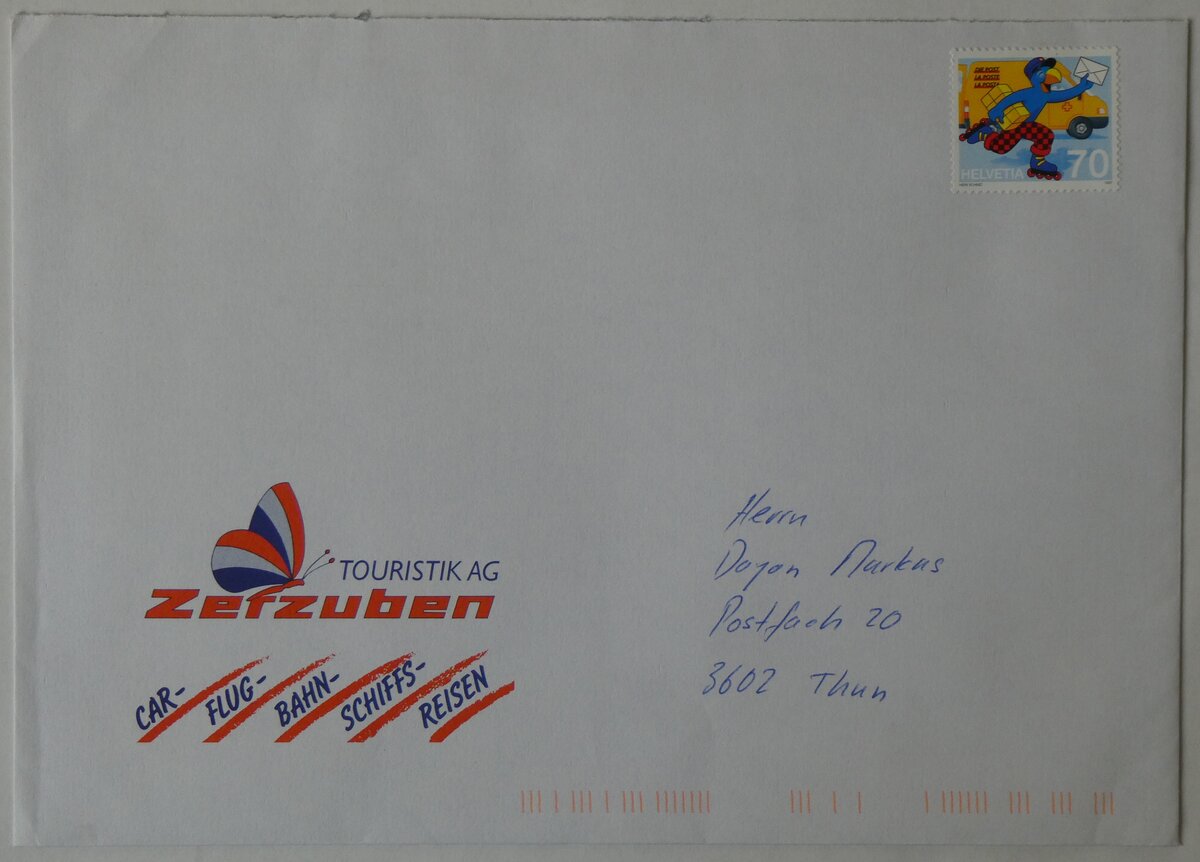 DIE POST
LA POSTE
LA POSTA
HELVETIA 70
TOURISTIK AG
Zerzuben
CAR-
FLUG-
BAHN-
SCHIFFS-
REISEN
Herrn
Dayan Markus
Postfach 20
3602 Thun